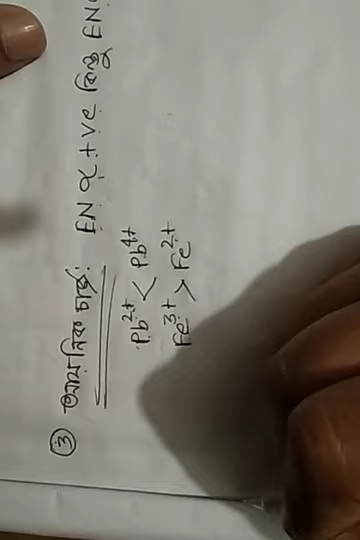 ③ আয়নিক চার্জ: EN ∝ +ve কিন্তু EN
Pb²⁺ < Pb⁴⁺
Fe³⁺ > Fe²⁺